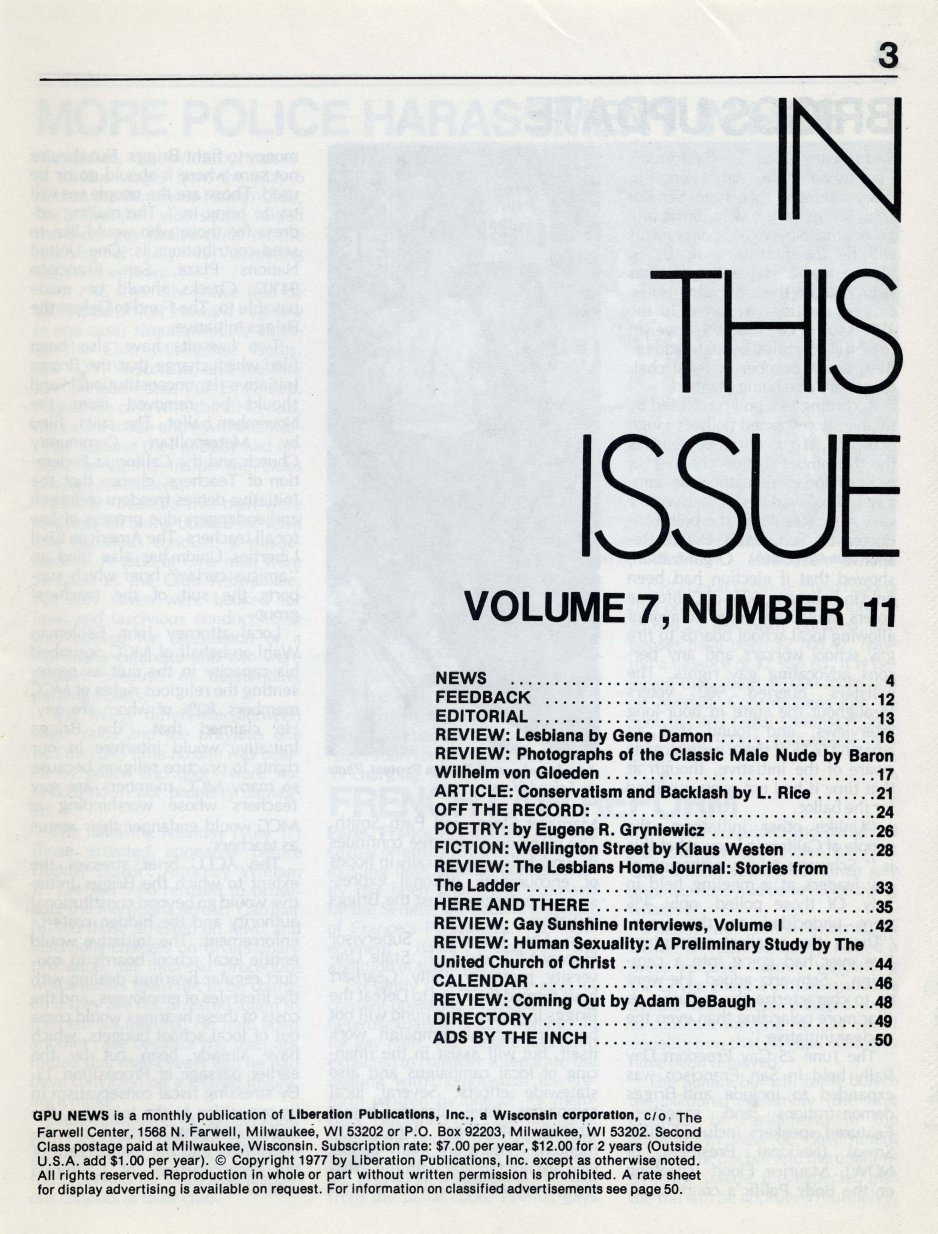 3
IN
THIS
ISSUE
VOLUME 7, NUMBER 11
NEWS ........................................ 4
FEEDBACK .................................... 12
EDITORIAL ................................... 13
REVIEW: Lesbiana by Gene Damon .............. 16
REVIEW: Photographs of the Classic Male Nude by Baron
Wilhelm von Gloeden ......................... 17
ARTICLE: Conservatism and Backlash by L. Rice ...... 21
OFF THE RECORD: ............................. 24
POETRY: by Eugene R. Gryniewicz ............. 26
FICTION: Wellington Street by Klaus Westen .......... 28
REVIEW: The Lesbians Home Journal: Stories from
The Ladder .................................. 33
HERE AND THERE .............................. 35
REVIEW: Gay Sunshine Interviews, Volume I ........... 42
REVIEW: Human Sexuality: A Preliminary Study by The
United Church of Christ ..................... 44
CALENDAR .................................... 46
REVIEW: Coming Out by Adam DeBaugh .......... 48
DIRECTORY ................................... 49
ADS BY THE INCH ............................. 50
GPU NEWS is a monthly publication of Liberation Publications, Inc., a Wisconsin corporation, c/o The
Farwell Center, 1568 N. Farwell, Milwaukee, WI 53202 or P.O. Box 92203, Milwaukee, WI 53202. Second
Class postage paid at Milwaukee, Wisconsin. Subscription rate: $7.00 per year, $12.00 for 2 years (Outside
U.S.A. add $1.00 per year). © Copyright 1977 by Liberation Publications, Inc. except as otherwise noted.
All rights reserved. Reproduction in whole or part without written permission is prohibited. A rate sheet
for display advertising is available on request. For information on classified advertisements see page 50.